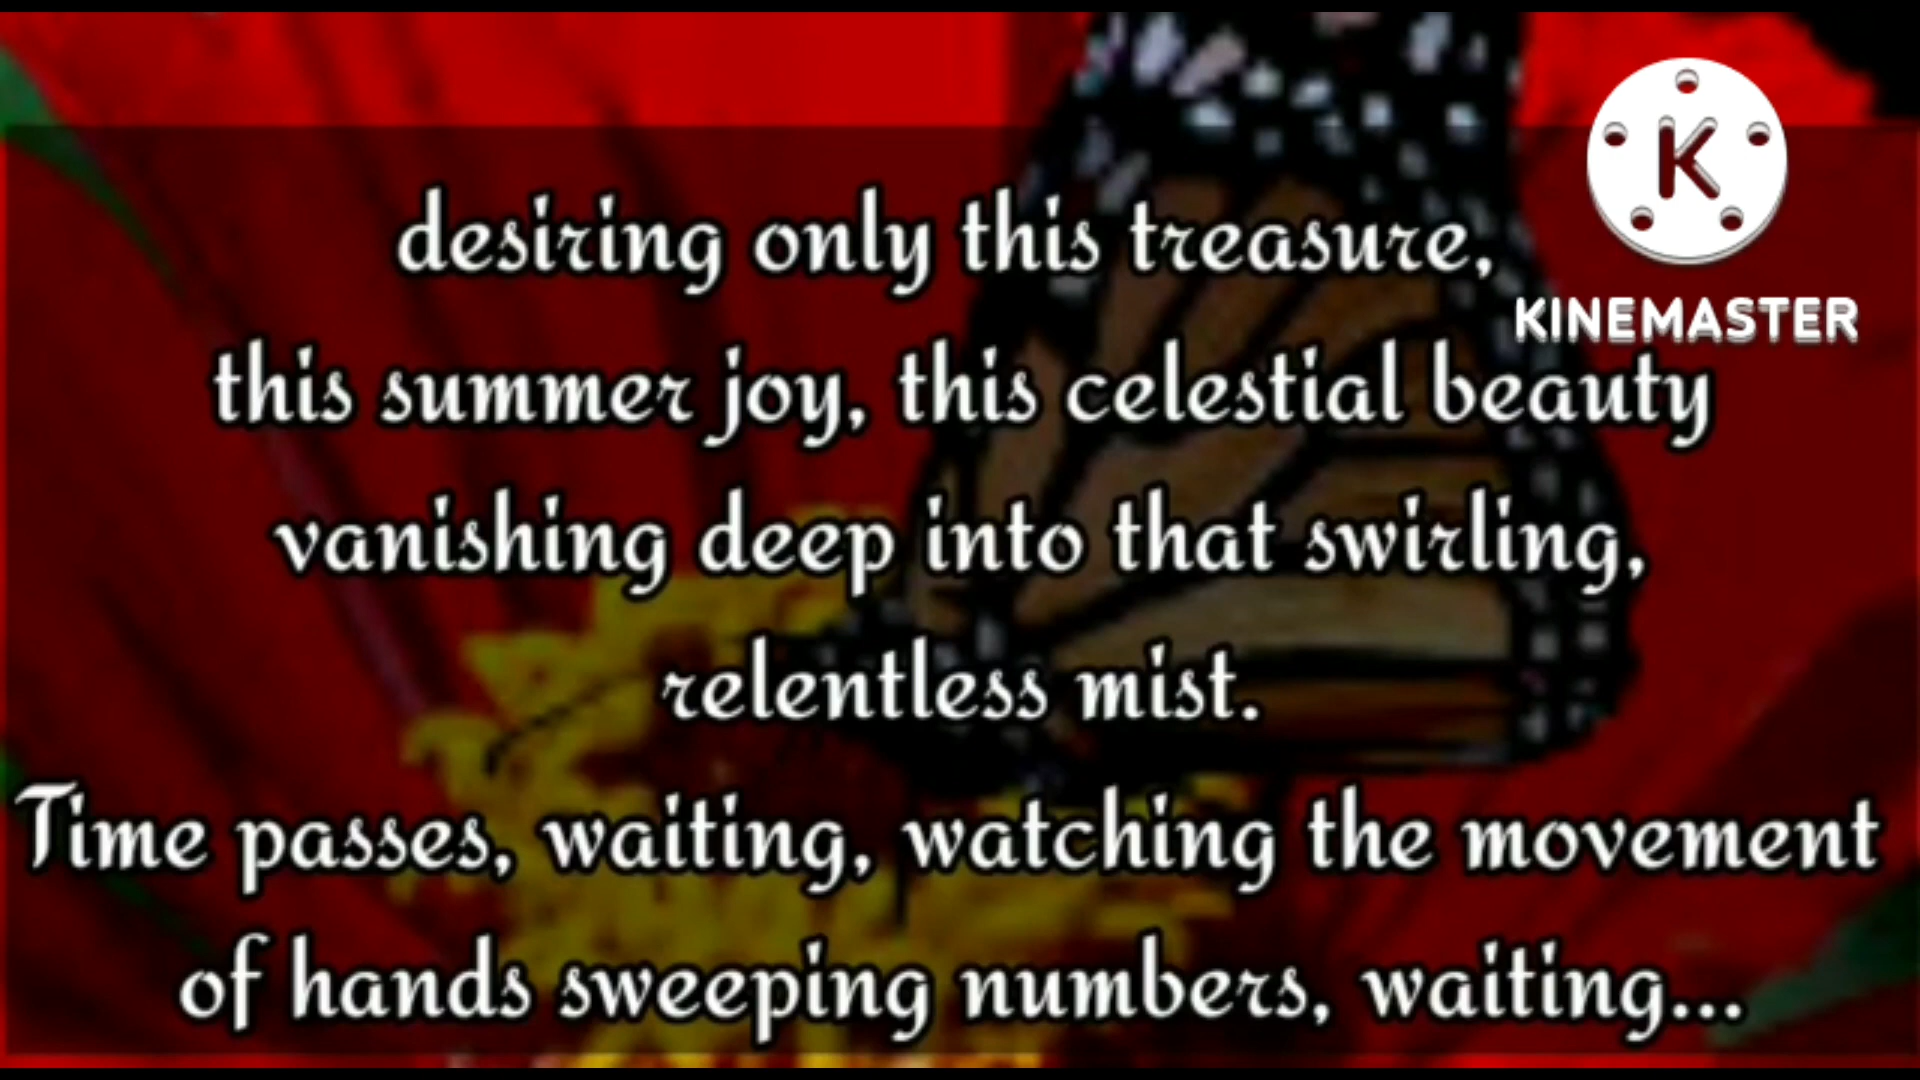 K
KINEMASTER
desiring only this treasure,
this summer joy, this celestial beauty
vanishing deep into that swirling,
relentless mist.
Time passes, waiting, watching the movement
of hands sweeping numbers, waiting...